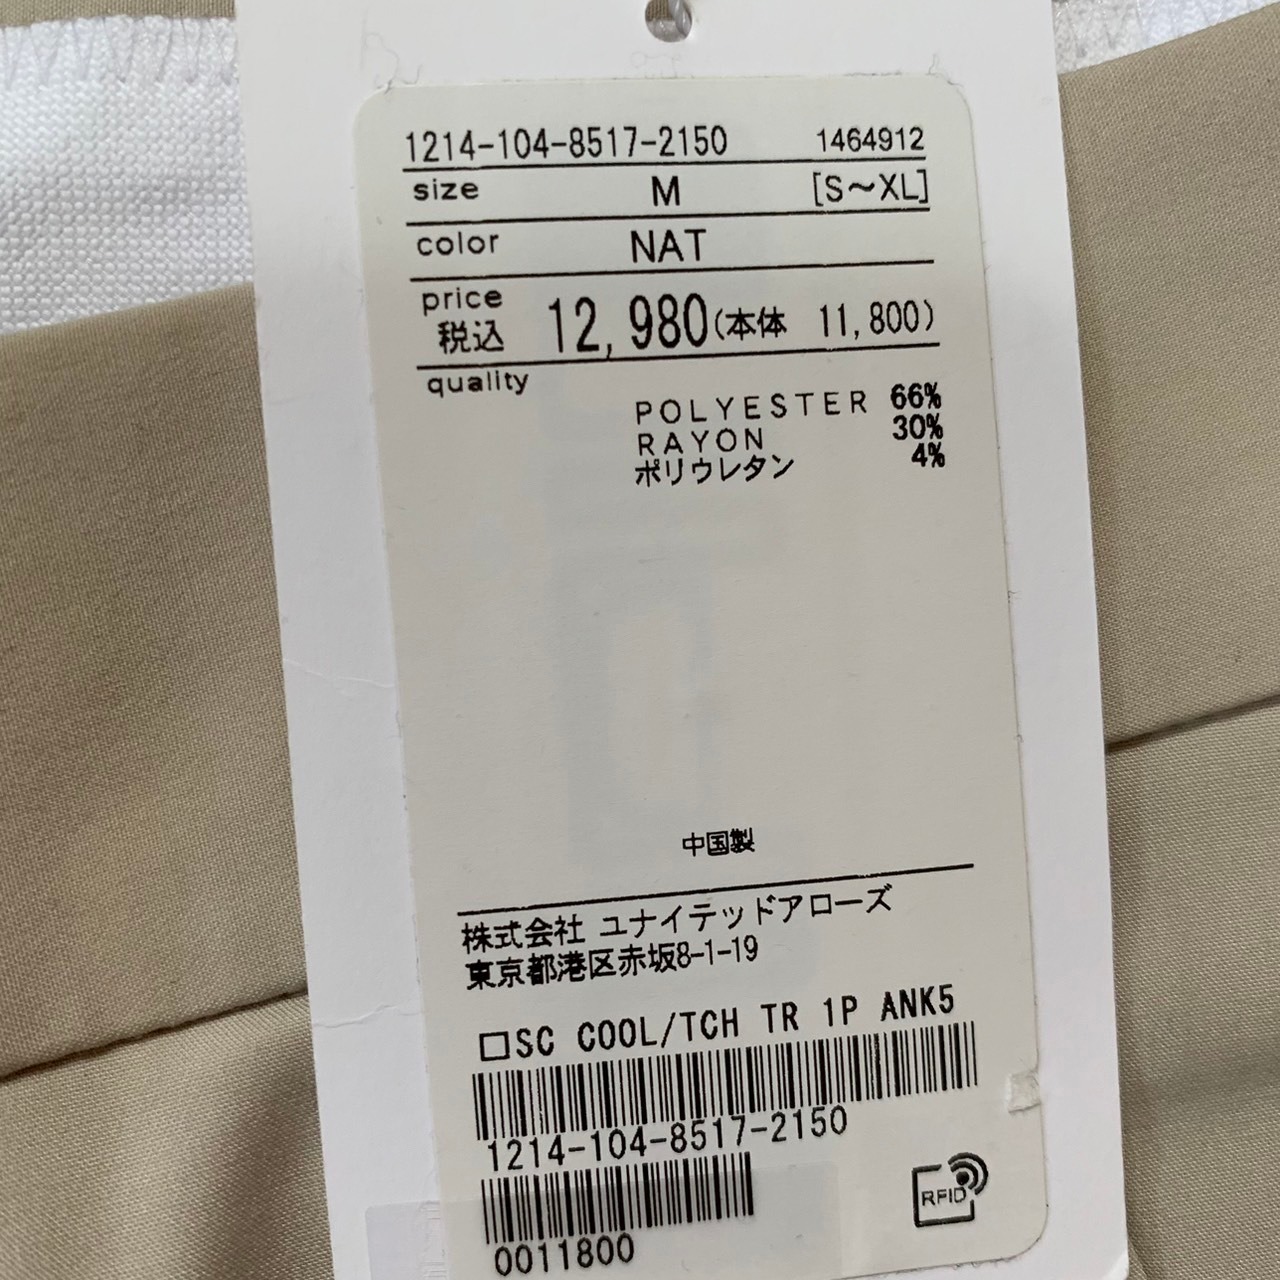 1214-104-8517-2150 1464912
size M [S～XL]
color NAT
price
税込 12,980(本体 11,800)
quality
POLYESTER 66%
RAYON 30%
ポリウレタン 4%
中国製
株式会社 ユナイテッドアローズ
東京都港区赤坂8-1-19
□SC COOL/TCH TR 1P ANK5
1214-104-8517-2150
0011800
RFID